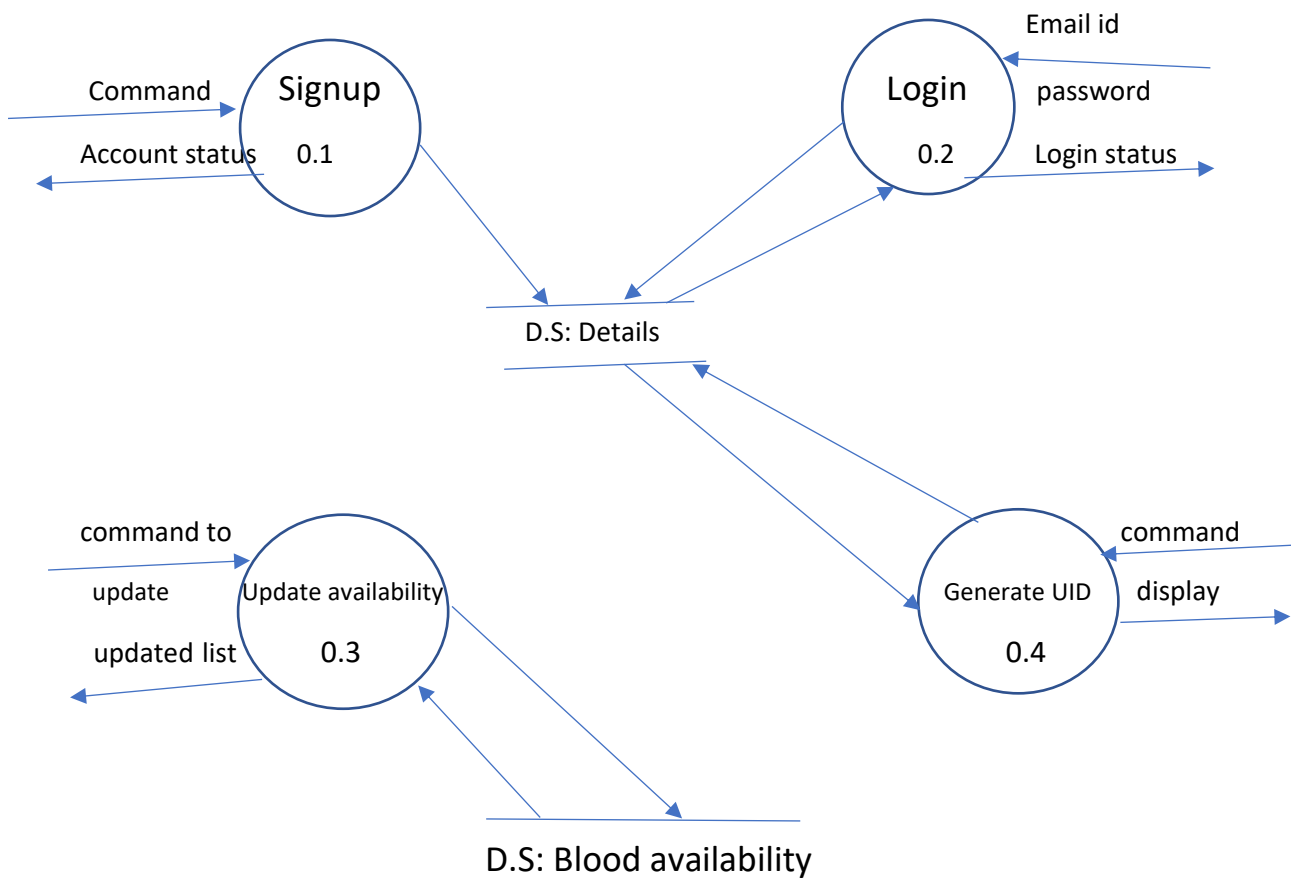 Signup
0.1
Command
Account status
Login
0.2
Email id
password
Login status
D.S: Details
command to
update
updated list
Update availability
0.3
Generate UID
0.4
command
display
D.S: Blood availability